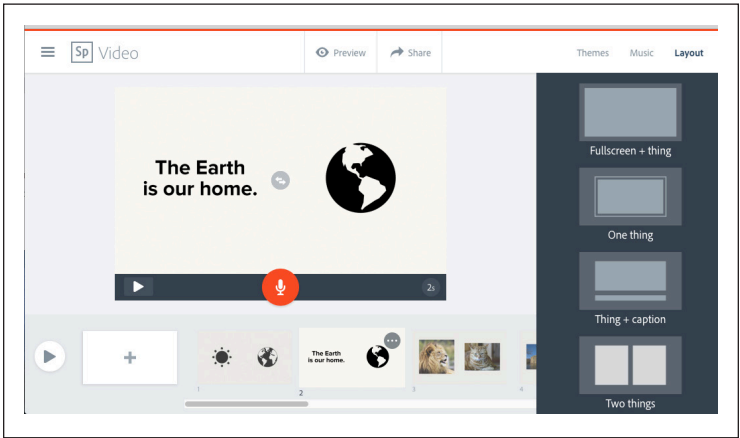 Sp Video
Preview
Share
Themes
Music
Layout
The Earth
is our home.
2s
Fullscreen + thing
One thing
Thing + caption
Two things
+
The Earth
is our home.
1
2
3
4